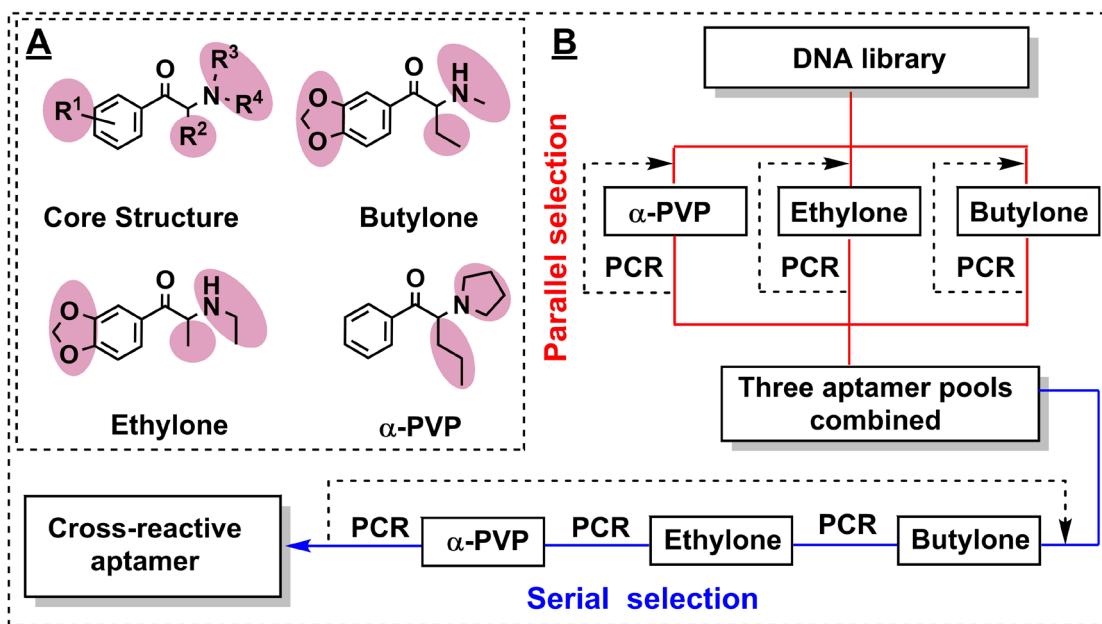 A
O
R³
N
R⁴
R¹
R²
Core Structure
O
O
O
H
N
Butylone
O
O
O
H
N
Ethylone
O
N
α-PVP
B
DNA library
Parallel selection
α-PVP
Ethylone
Butylone
PCR
PCR
PCR
Three aptamer pools
combined
Cross-reactive
aptamer
PCR
α-PVP
PCR
Ethylone
PCR
Butylone
Serial selection